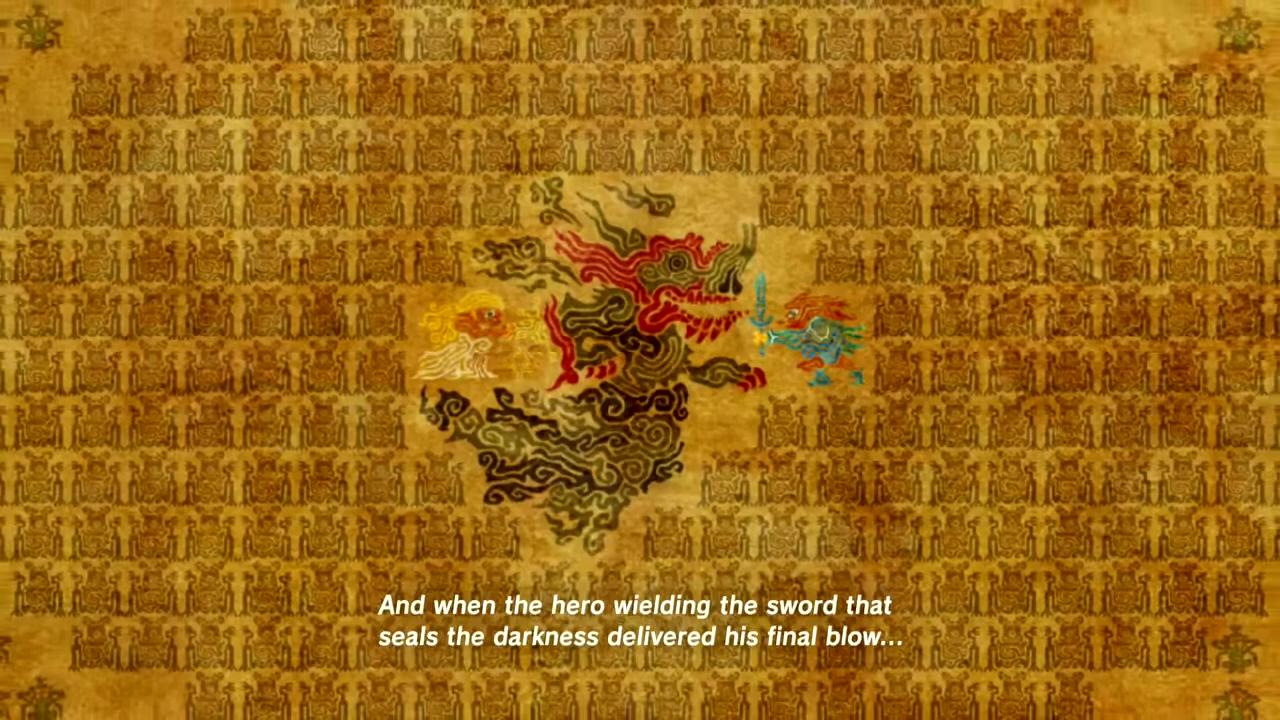 And when the hero wielding the sword that
seals the darkness delivered his final blow...